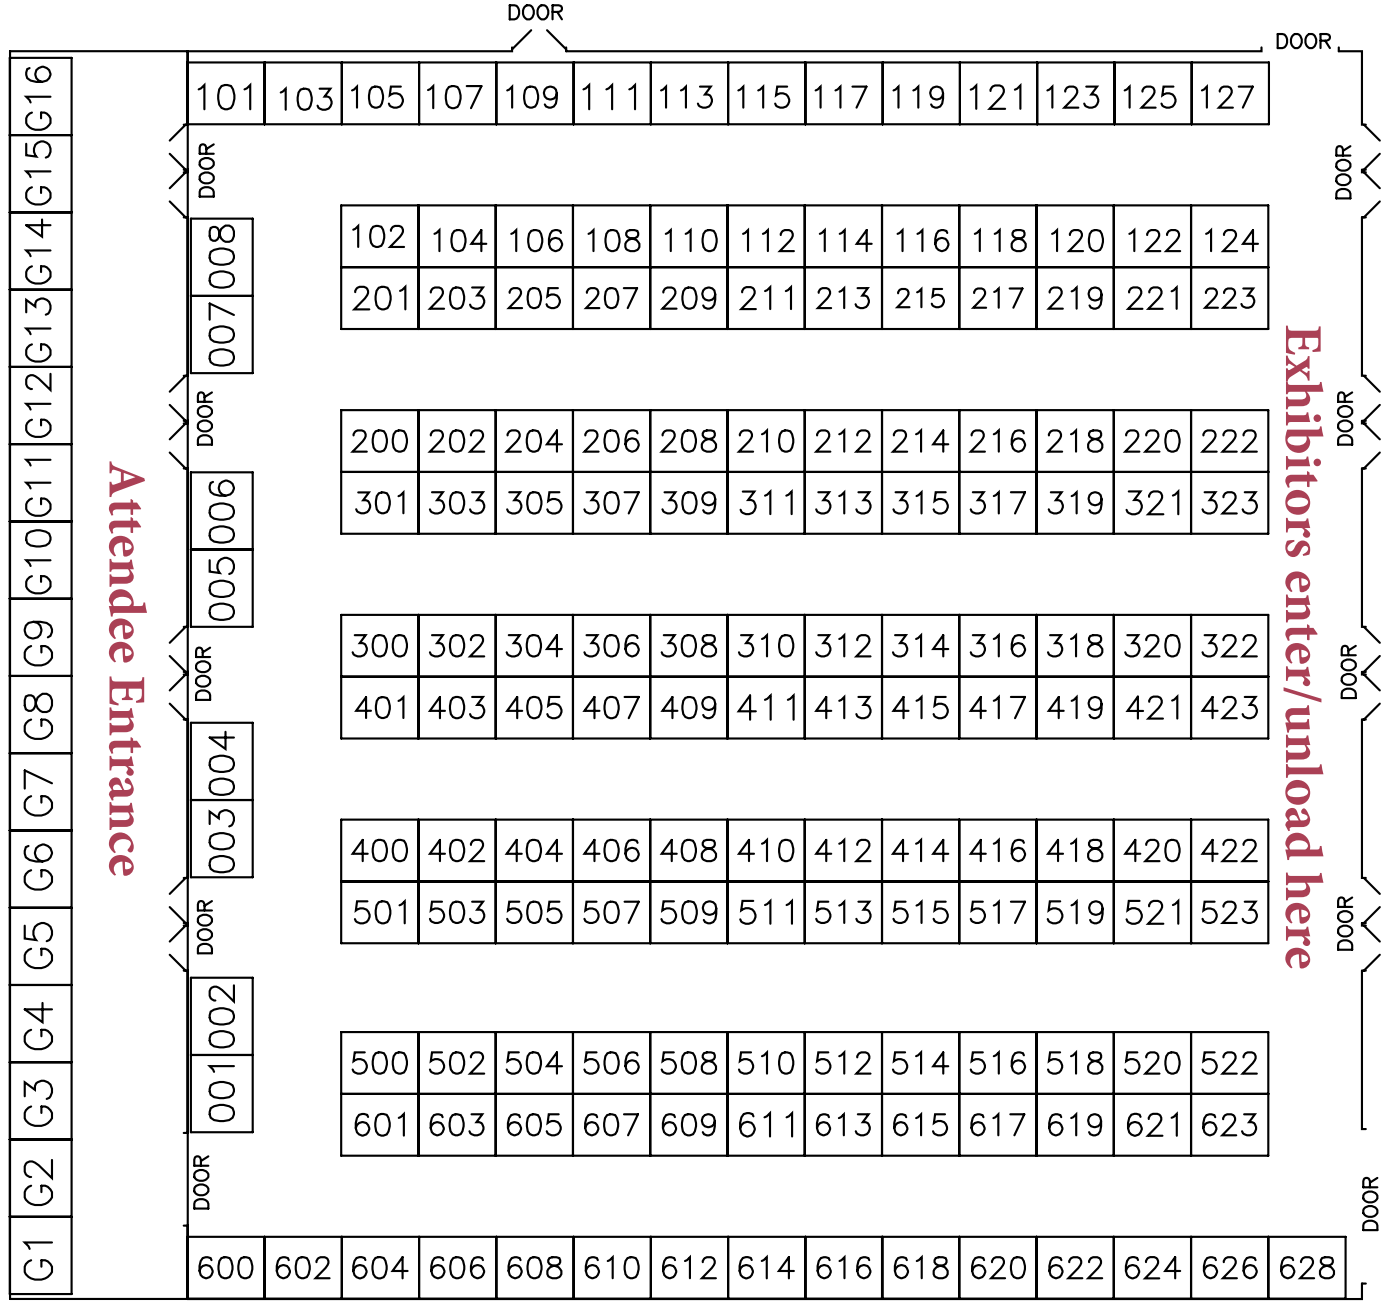 DOOR
DOOR
101 103 105 107 109 111 113 115 117 119 121 123 125 127
DOOR
DOOR
102 104 106 108 110 112 114 116 118 120 122 124
201 203 205 207 209 211 213 215 217 219 221 223
008
007
DOOR
DOOR
200 202 204 206 208 210 212 214 216 218 220 222
301 303 305 307 309 311 313 315 317 319 321 323
006
005
300 302 304 306 308 310 312 314 316 318 320 322
401 403 405 407 409 411 413 415 417 419 421 423
DOOR
DOOR
004
003
400 402 404 406 408 410 412 414 416 418 420 422
501 503 505 507 509 511 513 515 517 519 521 523
DOOR
DOOR
002
001
500 502 504 506 508 510 512 514 516 518 520 522
601 603 605 607 609 611 613 615 617 619 621 623
DOOR
DOOR
600 602 604 606 608 610 612 614 616 618 620 622 624 626 628
G16
G15
G14
G13
G12
G11
G10
G9
G8
G7
G6
G5
G4
G3
G2
G1
Attendee Entrance
Exhibitors enter/unload here